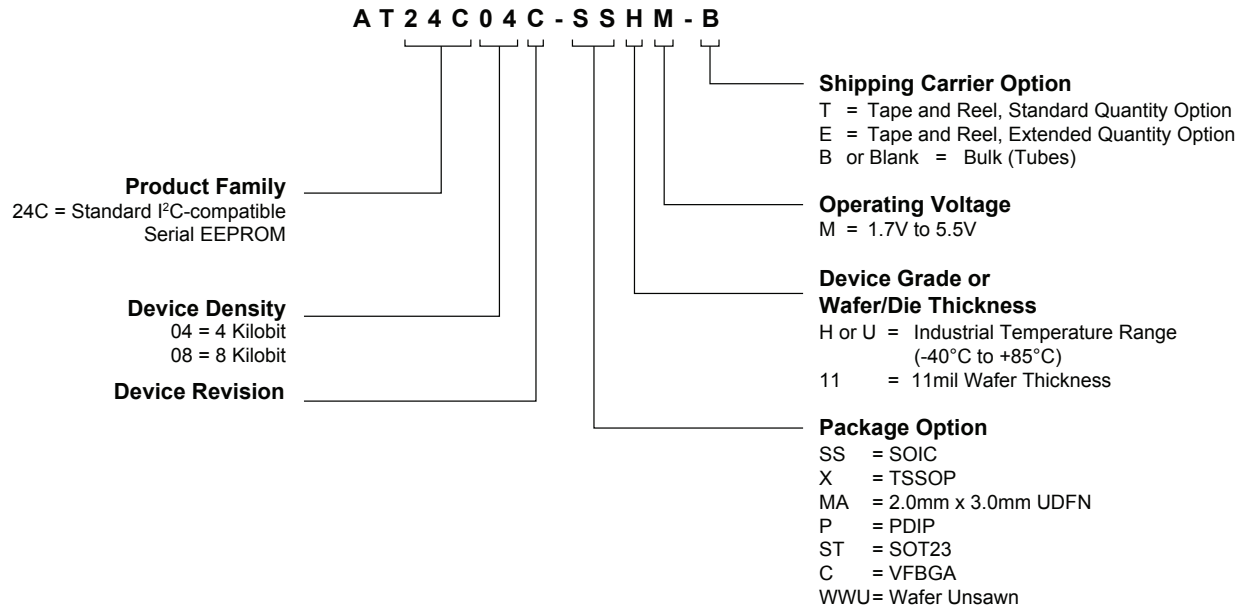 AT24C04C-SSHM-B
Shipping Carrier Option
T = Tape and Reel, Standard Quantity Option
E = Tape and Reel, Extended Quantity Option
B or Blank = Bulk (Tubes)
Product Family
24C = Standard I²C-compatible
Serial EEPROM
Operating Voltage
M = 1.7V to 5.5V
Device Density
04 = 4 Kilobit
08 = 8 Kilobit
Device Revision
Device Grade or
Wafer/Die Thickness
H or U = Industrial Temperature Range
(-40°C to +85°C)
11 = 11mil Wafer Thickness
Package Option
SS = SOIC
X = TSSOP
MA = 2.0mm x 3.0mm UDFN
P = PDIP
ST = SOT23
C = VFBGA
WWU= Wafer Unsawn